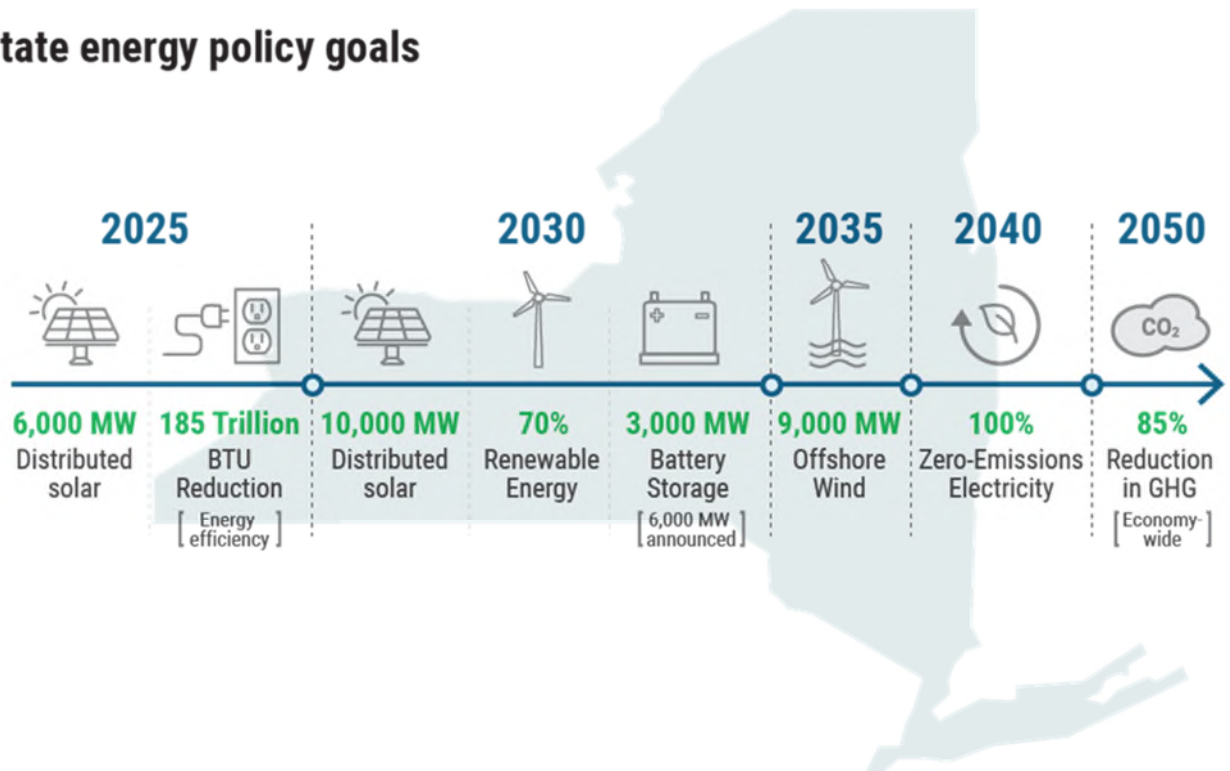 tate energy policy goals
2025
2030
2035
2040
2050
CO₂
6,000 MW
Distributed
solar
185 Trillion
BTU
Reduction
[Energy
efficiency]
10,000 MW
Distributed
solar
70%
Renewable
Energy
3,000 MW
Battery
Storage
[6,000 MW
announced]
9,000 MW
Offshore
Wind
100%
Zero-Emissions
Electricity
85%
Reduction
in GHG
[Economy-
wide]